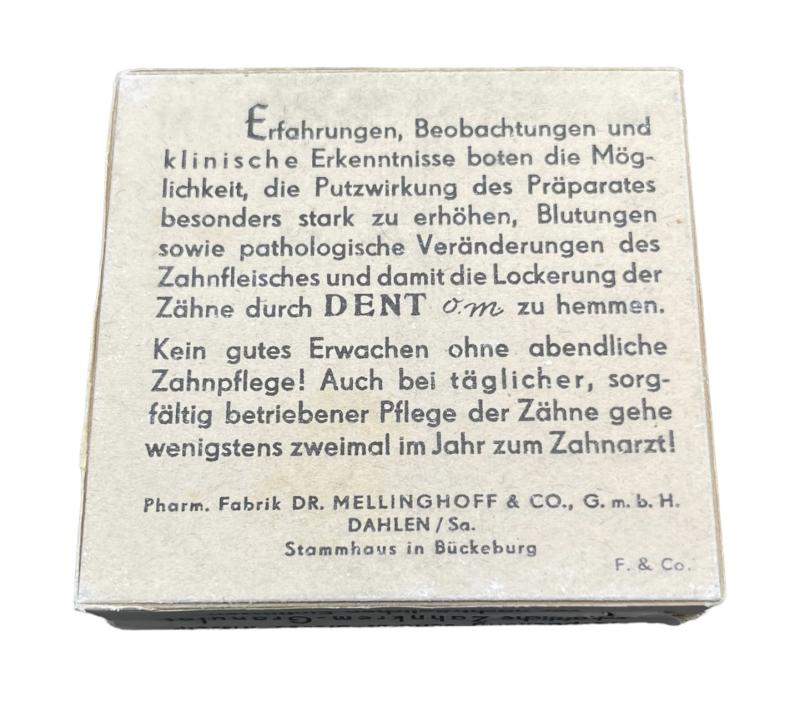 Erfahrungen, Beobachtungen und
klinische Erkenntnisse boten die Mög-
lichkeit, die Putzwirkung des Präparates
besonders stark zu erhöhen, Blutungen
sowie pathologische Veränderungen des
Zahnfleisches und damit die Lockerung der
Zähne durch DENT o.m zu hemmen.
Kein gutes Erwachen ohne abendliche
Zahnpflege! Auch bei täglicher, sorg-
fältig betriebener Pflege der Zähne gehe
wenigstens zweimal im Jahr zum Zahnarzt!
Pharm. Fabrik DR. MELLINGHOFF & CO., G. m. b. H.
DAHLEN / Sa.
Stammhaus in Bückeburg
F. & Co.
Zahnkrem-Granulat